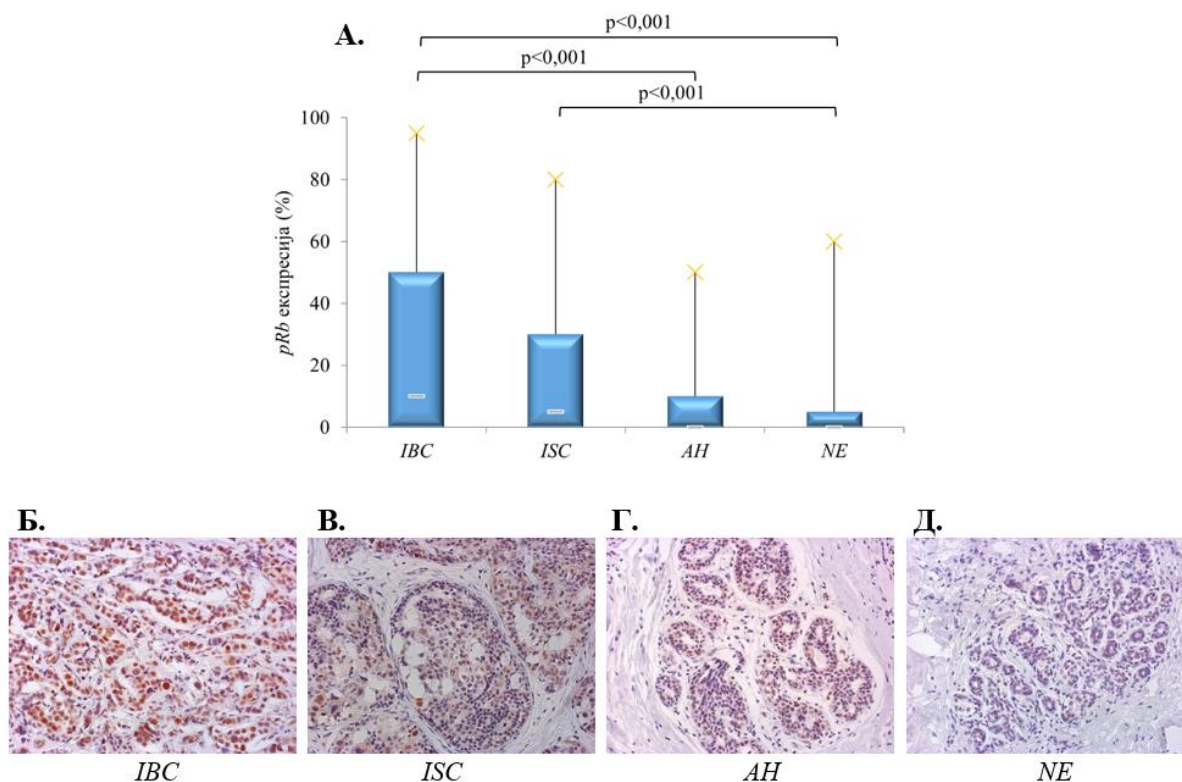 А.
p<0,001
p<0,001
p<0,001
100
80
60
40
20
0
pRb експресија (%)
IBC ISC AH NE
Б. В. Г. Д.
IBC ISC AH NE